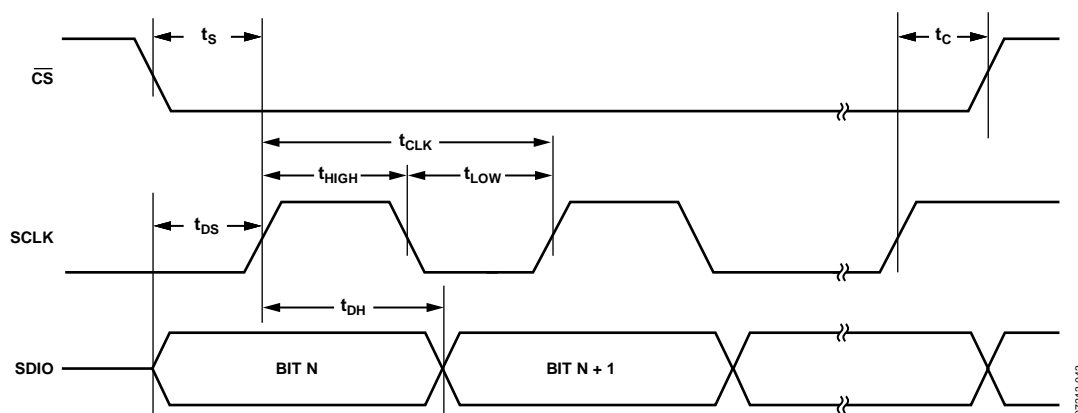 tS
tC
CS
tCLK
tHIGH
tLOW
tDS
SCLK
tDH
SDIO
BIT N
BIT N + 1